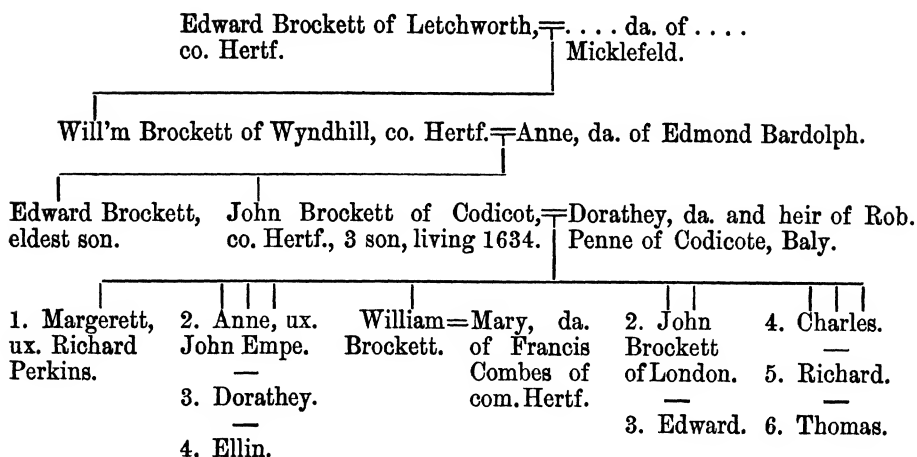 Edward Brockett of Letchworth, . . . . da. of . . . .
co. Hertf. Micklefeld.
Will'm Brockett of Wyndhill, co. Hertf. Anne, da. of Edmond Bardolph.
Edward Brockett,
eldest son.
John Brockett of Codicot,
co. Hertf., 3 son, living 1634.
Dorathey, da. and heir of Rob.
Penne of Codicote, Baly.
1. Margerett,
ux. Richard
Perkins.
2. Anne, ux.
John Empe.
—
3. Dorathey.
—
4. Ellin.
William=
Brockett.
Mary, da.
of Francis
Combes of
com. Hertf.
2. John
Brockett
of London.
—
3. Edward.
4. Charles.
—
5. Richard.
—
6. Thomas.